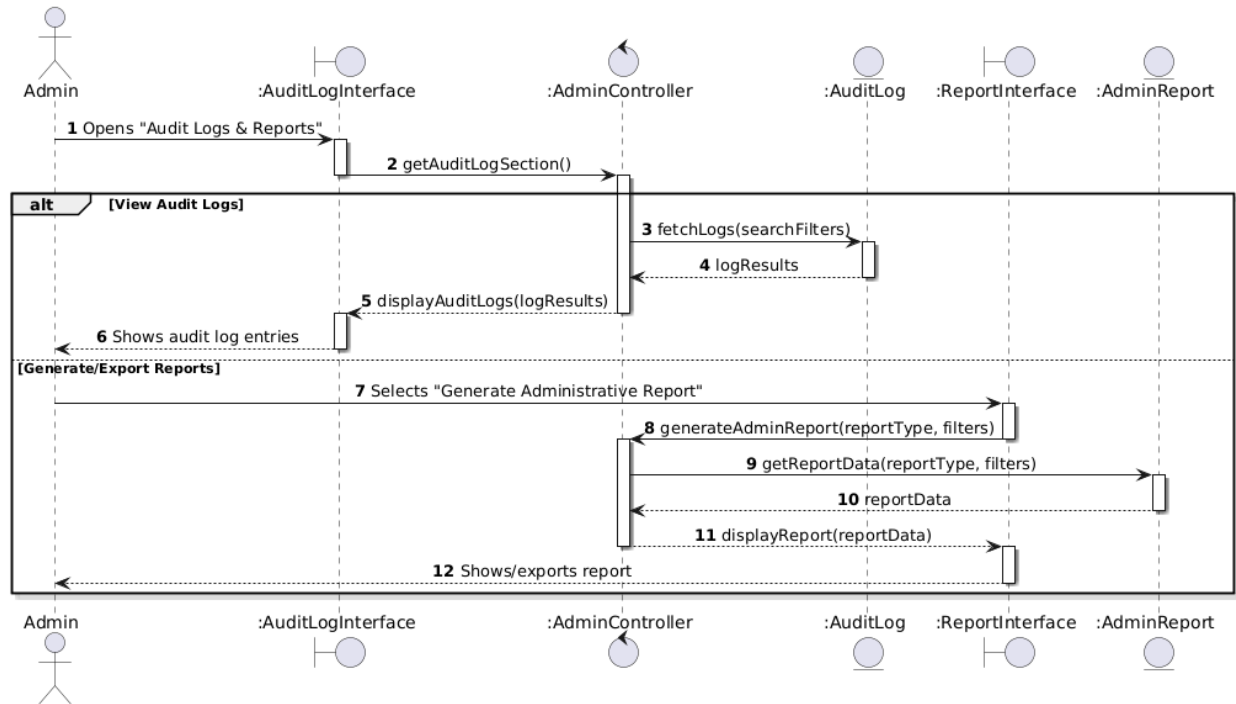 Admin :AuditLogInterface :AdminController :AuditLog :ReportInterface :AdminReport
1 Opens "Audit Logs & Reports"
2 getAuditLogSection()
alt [View Audit Logs]
3 fetchLogs(searchFilters)
4 logResults
5 displayAuditLogs(logResults)
6 Shows audit log entries
[Generate/Export Reports]
7 Selects "Generate Administrative Report"
8 generateAdminReport(reportType, filters)
9 getReportData(reportType, filters)
10 reportData
11 displayReport(reportData)
12 Shows/exports report
Admin :AuditLogInterface :AdminController :AuditLog :ReportInterface :AdminReport